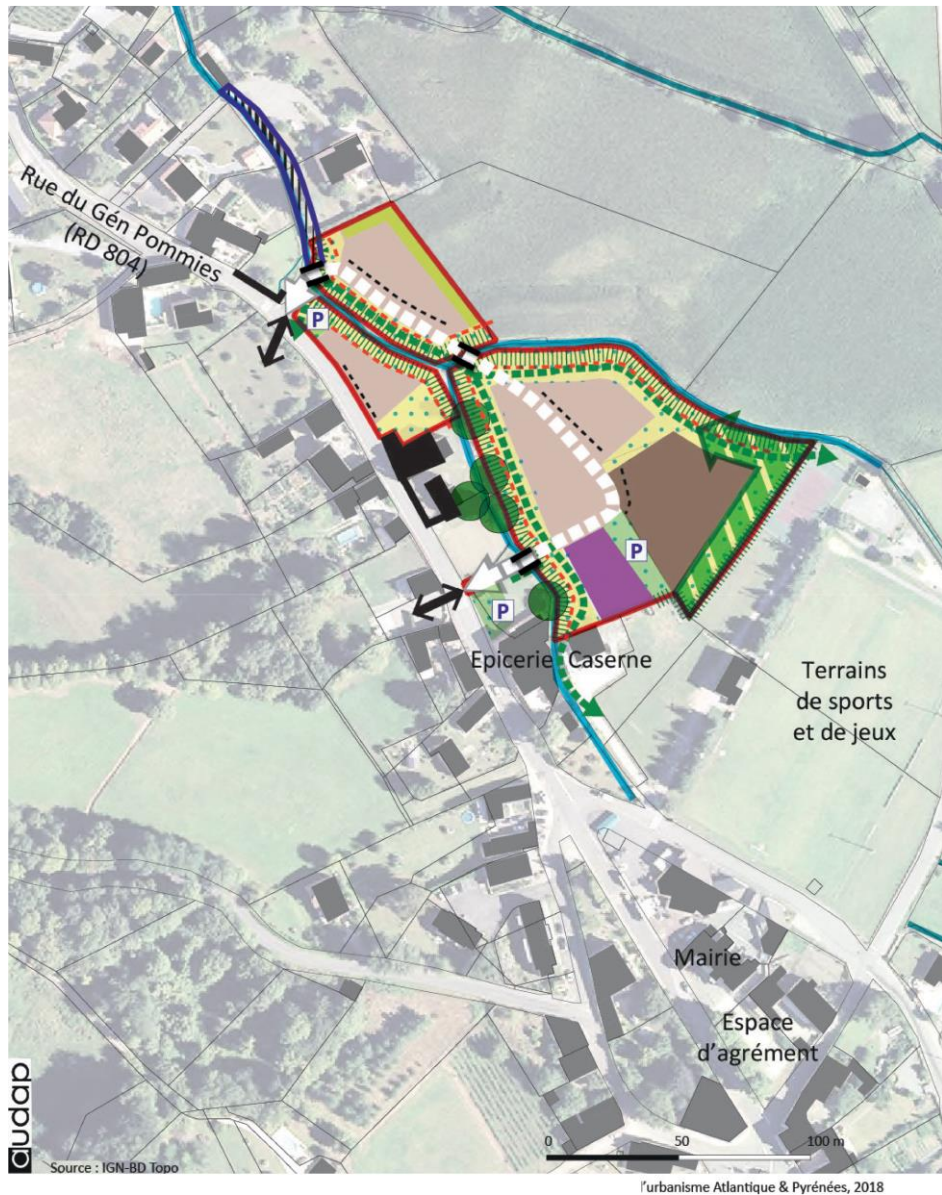 Rue du Gén Pommies
(RD 804)
P
P
P
Epicerie
Caserne
Terrains
de sports
et de jeux
Mairie
Espace
d'agrément
0
50
100 m
audap
Source : IGN-BD Topo
l'urbanisme Atlantique & Pyrénées, 2018